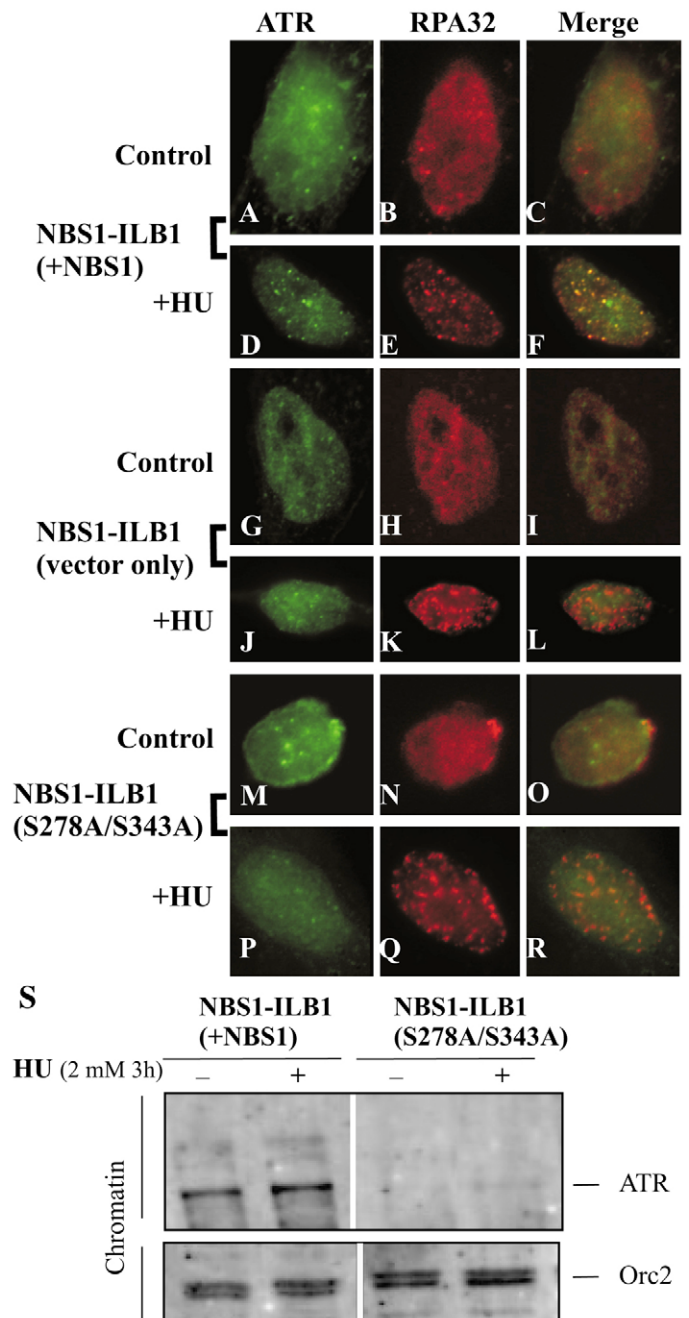 ATR RPA32 Merge
Control
A B C
NBS1-ILB1
(+NBS1)
+HU
D E F
Control
G H I
NBS1-ILB1
(vector only)
+HU
J K L
Control
M N O
NBS1-ILB1
(S278A/S343A)
+HU
P Q R
S
NBS1-ILB1 NBS1-ILB1
(+NBS1) (S278A/S343A)
HU (2 mM 3h) – + – +
Chromatin
ATR
Chromatin
Orc2